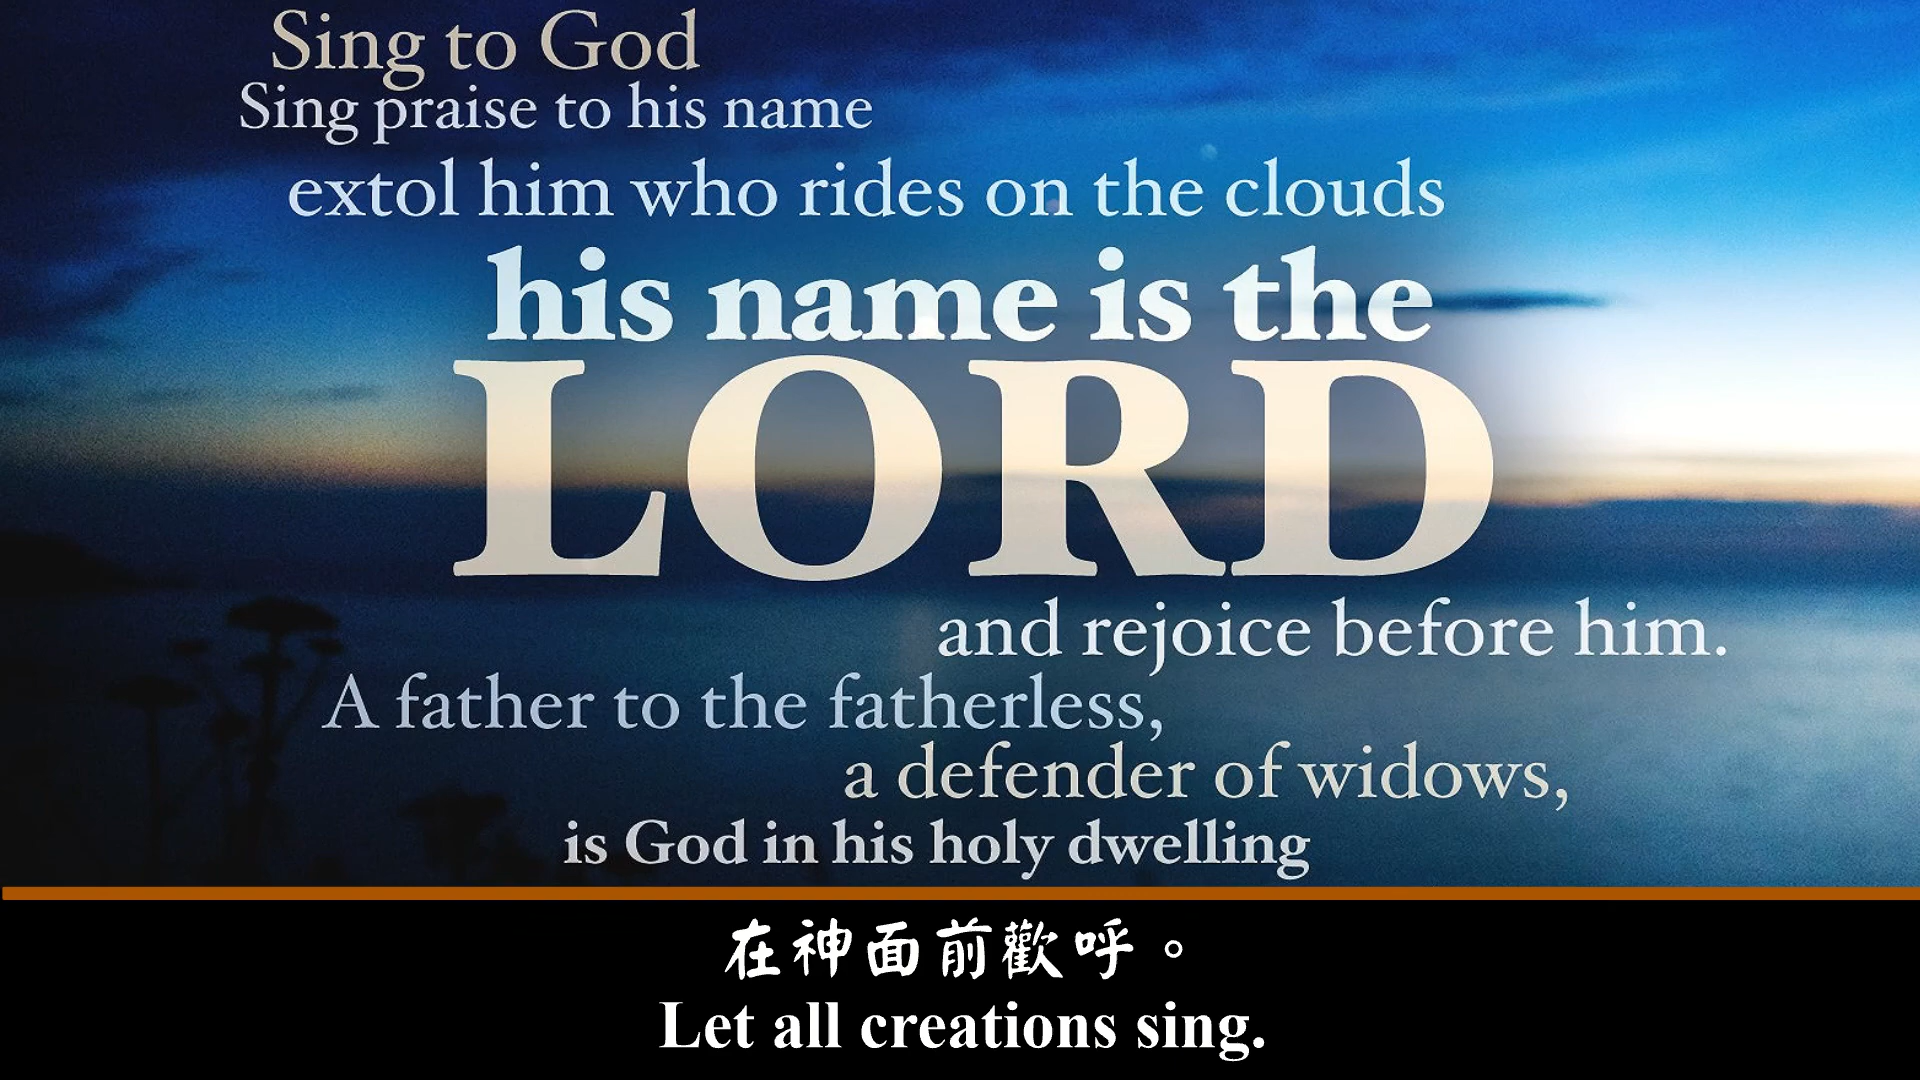 Sing to God
Sing praise to his name
extol him who rides on the clouds
his name is the
LORD
and rejoice before him.
A father to the fatherless,
a defender of widows,
is God in his holy dwelling
在神面前歡呼。
Let all creations sing.